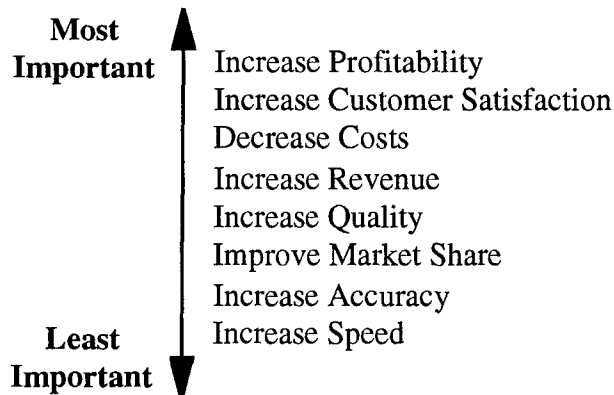 Most
Important
Increase Profitability
Increase Customer Satisfaction
Decrease Costs
Increase Revenue
Increase Quality
Improve Market Share
Increase Accuracy
Increase Speed
Least
Important